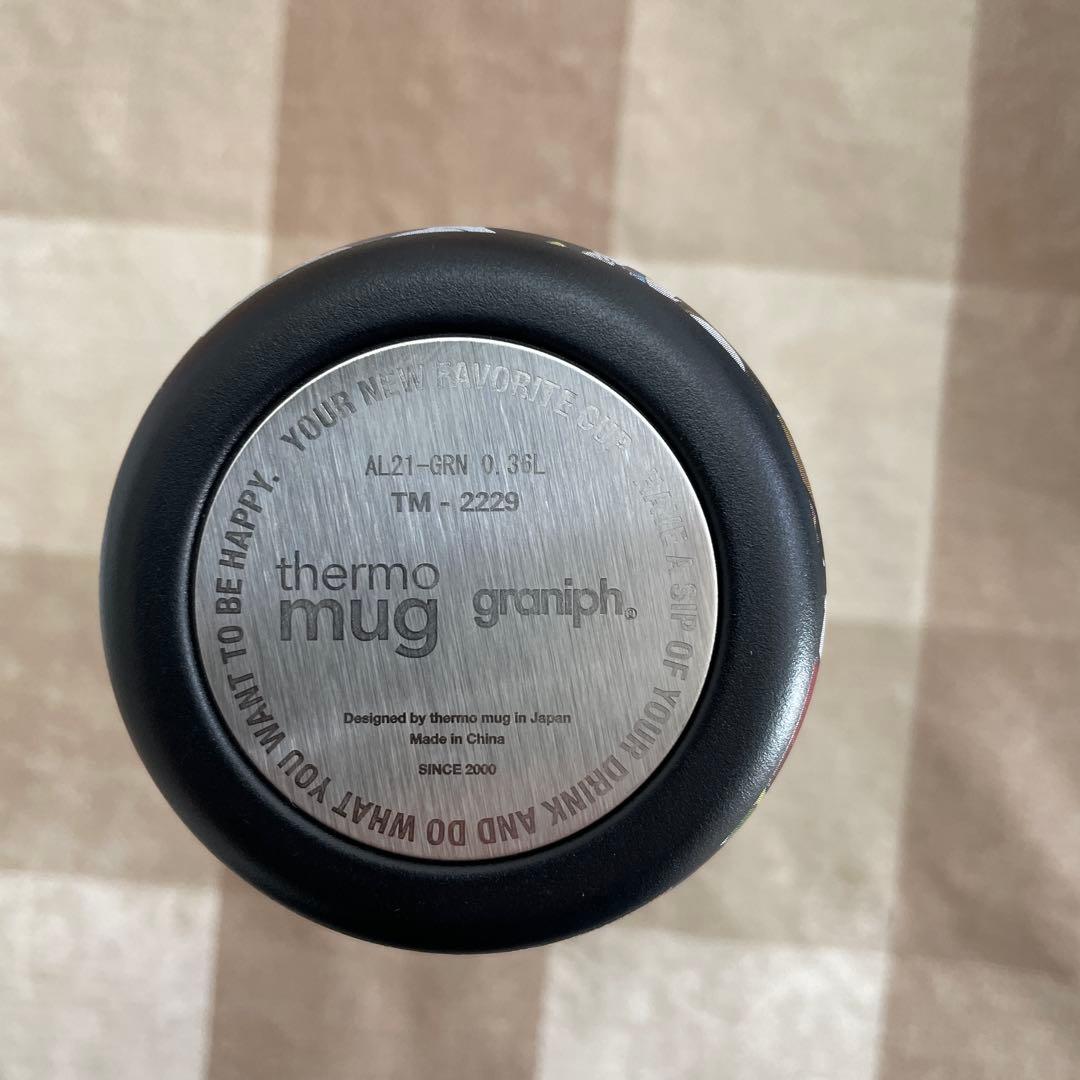 YOUR NEW FAVORITE CUP. TAKE A SIP OF YOUR DRINK AND DO WHAT YOU WANT TO BE HAPPY.
AL21-GRN 0.36L
TM - 2229
thermo
mug
graniph®
Designed by thermo mug in Japan
Made in China
SINCE 2000